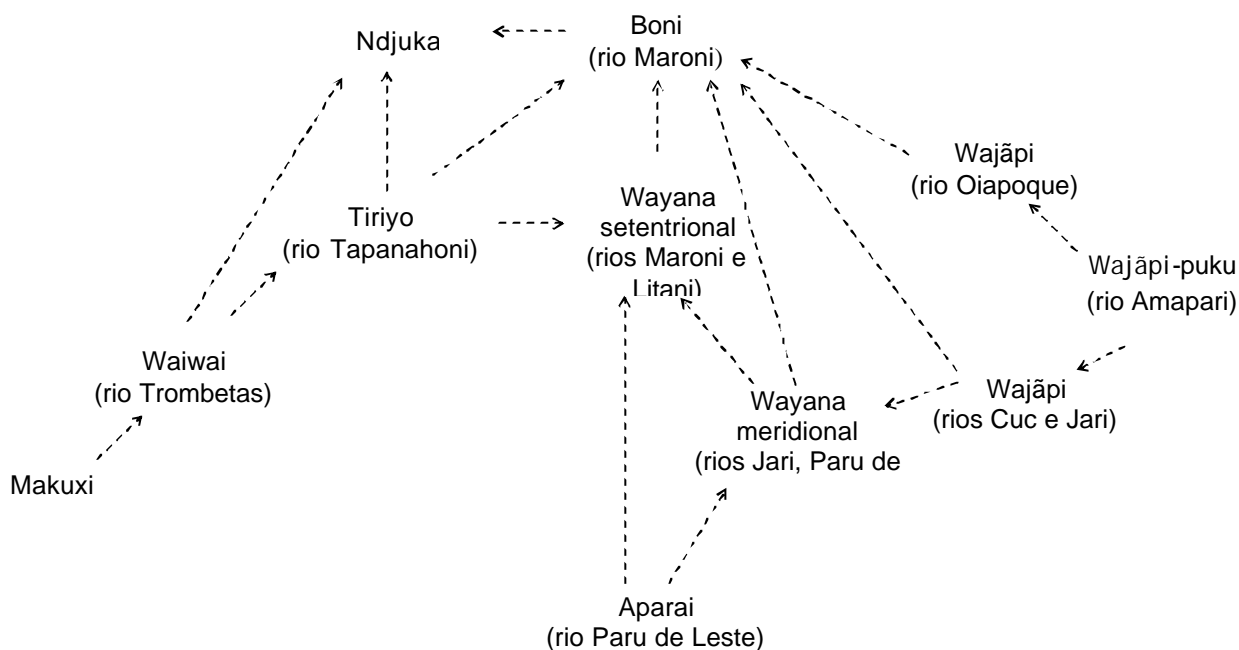 Boni
(rio Maroni)
Ndjuka
Wajãpi
(rio Oiapoque)
Wayana
setentrional
(rios Maroni e
Litani)
Tiriyo
(rio Tapanahoni)
Wajãpi-puku
(rio Amapari)
Waiwai
(rio Trombetas)
Wajãpi
(rios Cuc e Jari)
Wayana
meridional
(rios Jari, Paru de
Makuxi
Aparai
(rio Paru de Leste)